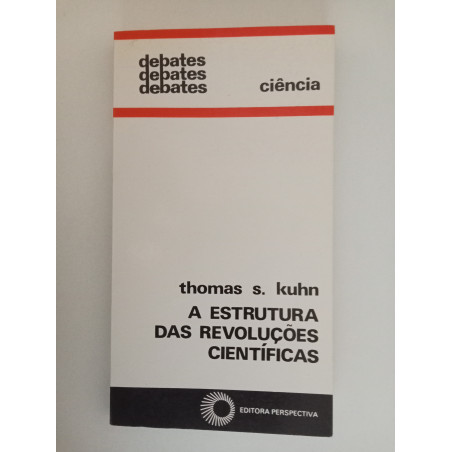 debates
debates
debates
ciência
thomas s. kuhn
A ESTRUTURA
DAS REVOLUÇÕES
CIENTÍFICAS
EDITORA PERSPECTIVA